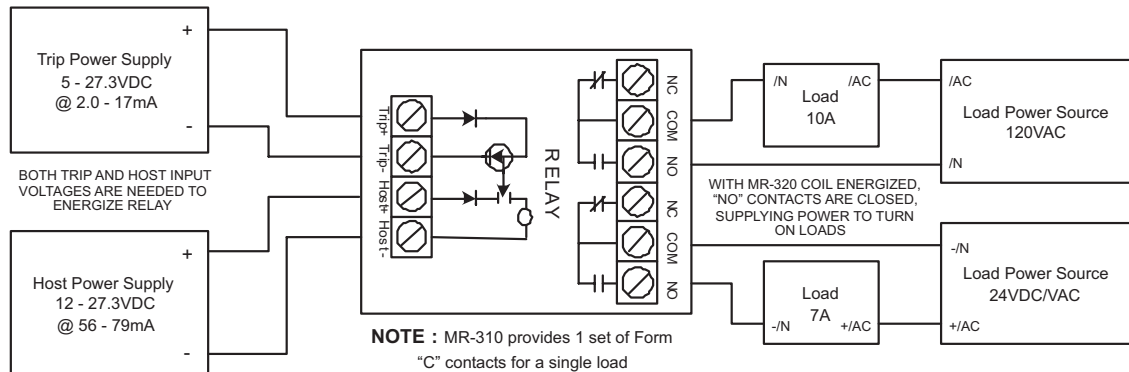 +
Trip Power Supply
5 - 27.3VDC
@ 2.0 - 17mA
-
BOTH TRIP AND HOST INPUT
VOLTAGES ARE NEEDED TO
ENERGIZE RELAY
+
Host Power Supply
12 - 27.3VDC
@ 56 - 79mA
-
Trip+
Trip-
Host+
Host-
RELAY
NC
COM
NO
NC
COM
NO
/N
/AC
Load
10A
/AC
Load Power Source
120VAC
/N
WITH MR-320 COIL ENERGIZED,
“NO” CONTACTS ARE CLOSED,
SUPPLYING POWER TO TURN
ON LOADS
-/N
Load Power Source
24VDC/VAC
+/AC
Load
7A
-/N
+/AC
NOTE : MR-310 provides 1 set of Form
“C” contacts for a single load